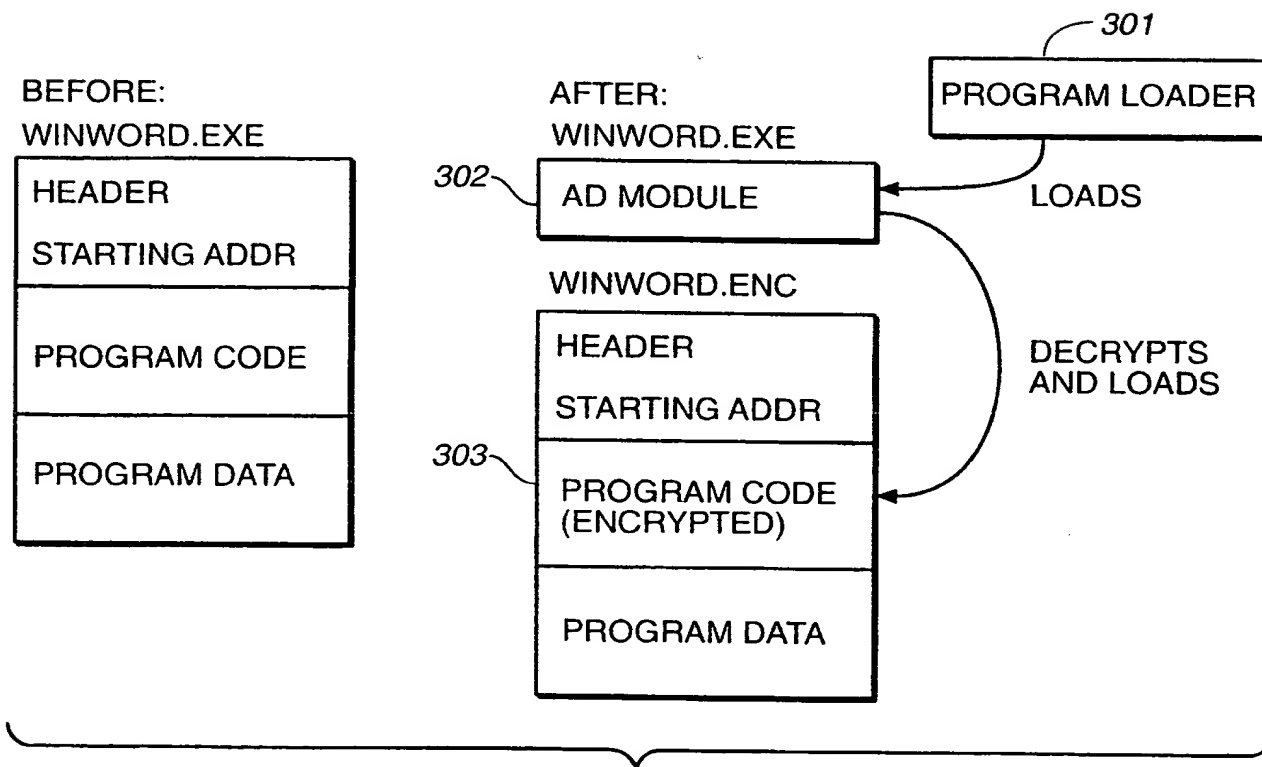 301
PROGRAM LOADER
BEFORE:
WINWORD.EXE
HEADER
STARTING ADDR
PROGRAM CODE
PROGRAM DATA
AFTER:
WINWORD.EXE
302
AD MODULE
LOADS
WINWORD.ENC
HEADER
STARTING ADDR
DECRYPTS
AND LOADS
303
PROGRAM CODE
(ENCRYPTED)
PROGRAM DATA